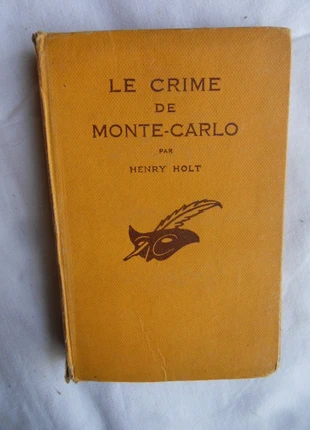 LE CRIME
DE
MONTE-CARLO
PAR
HENRY HOLT